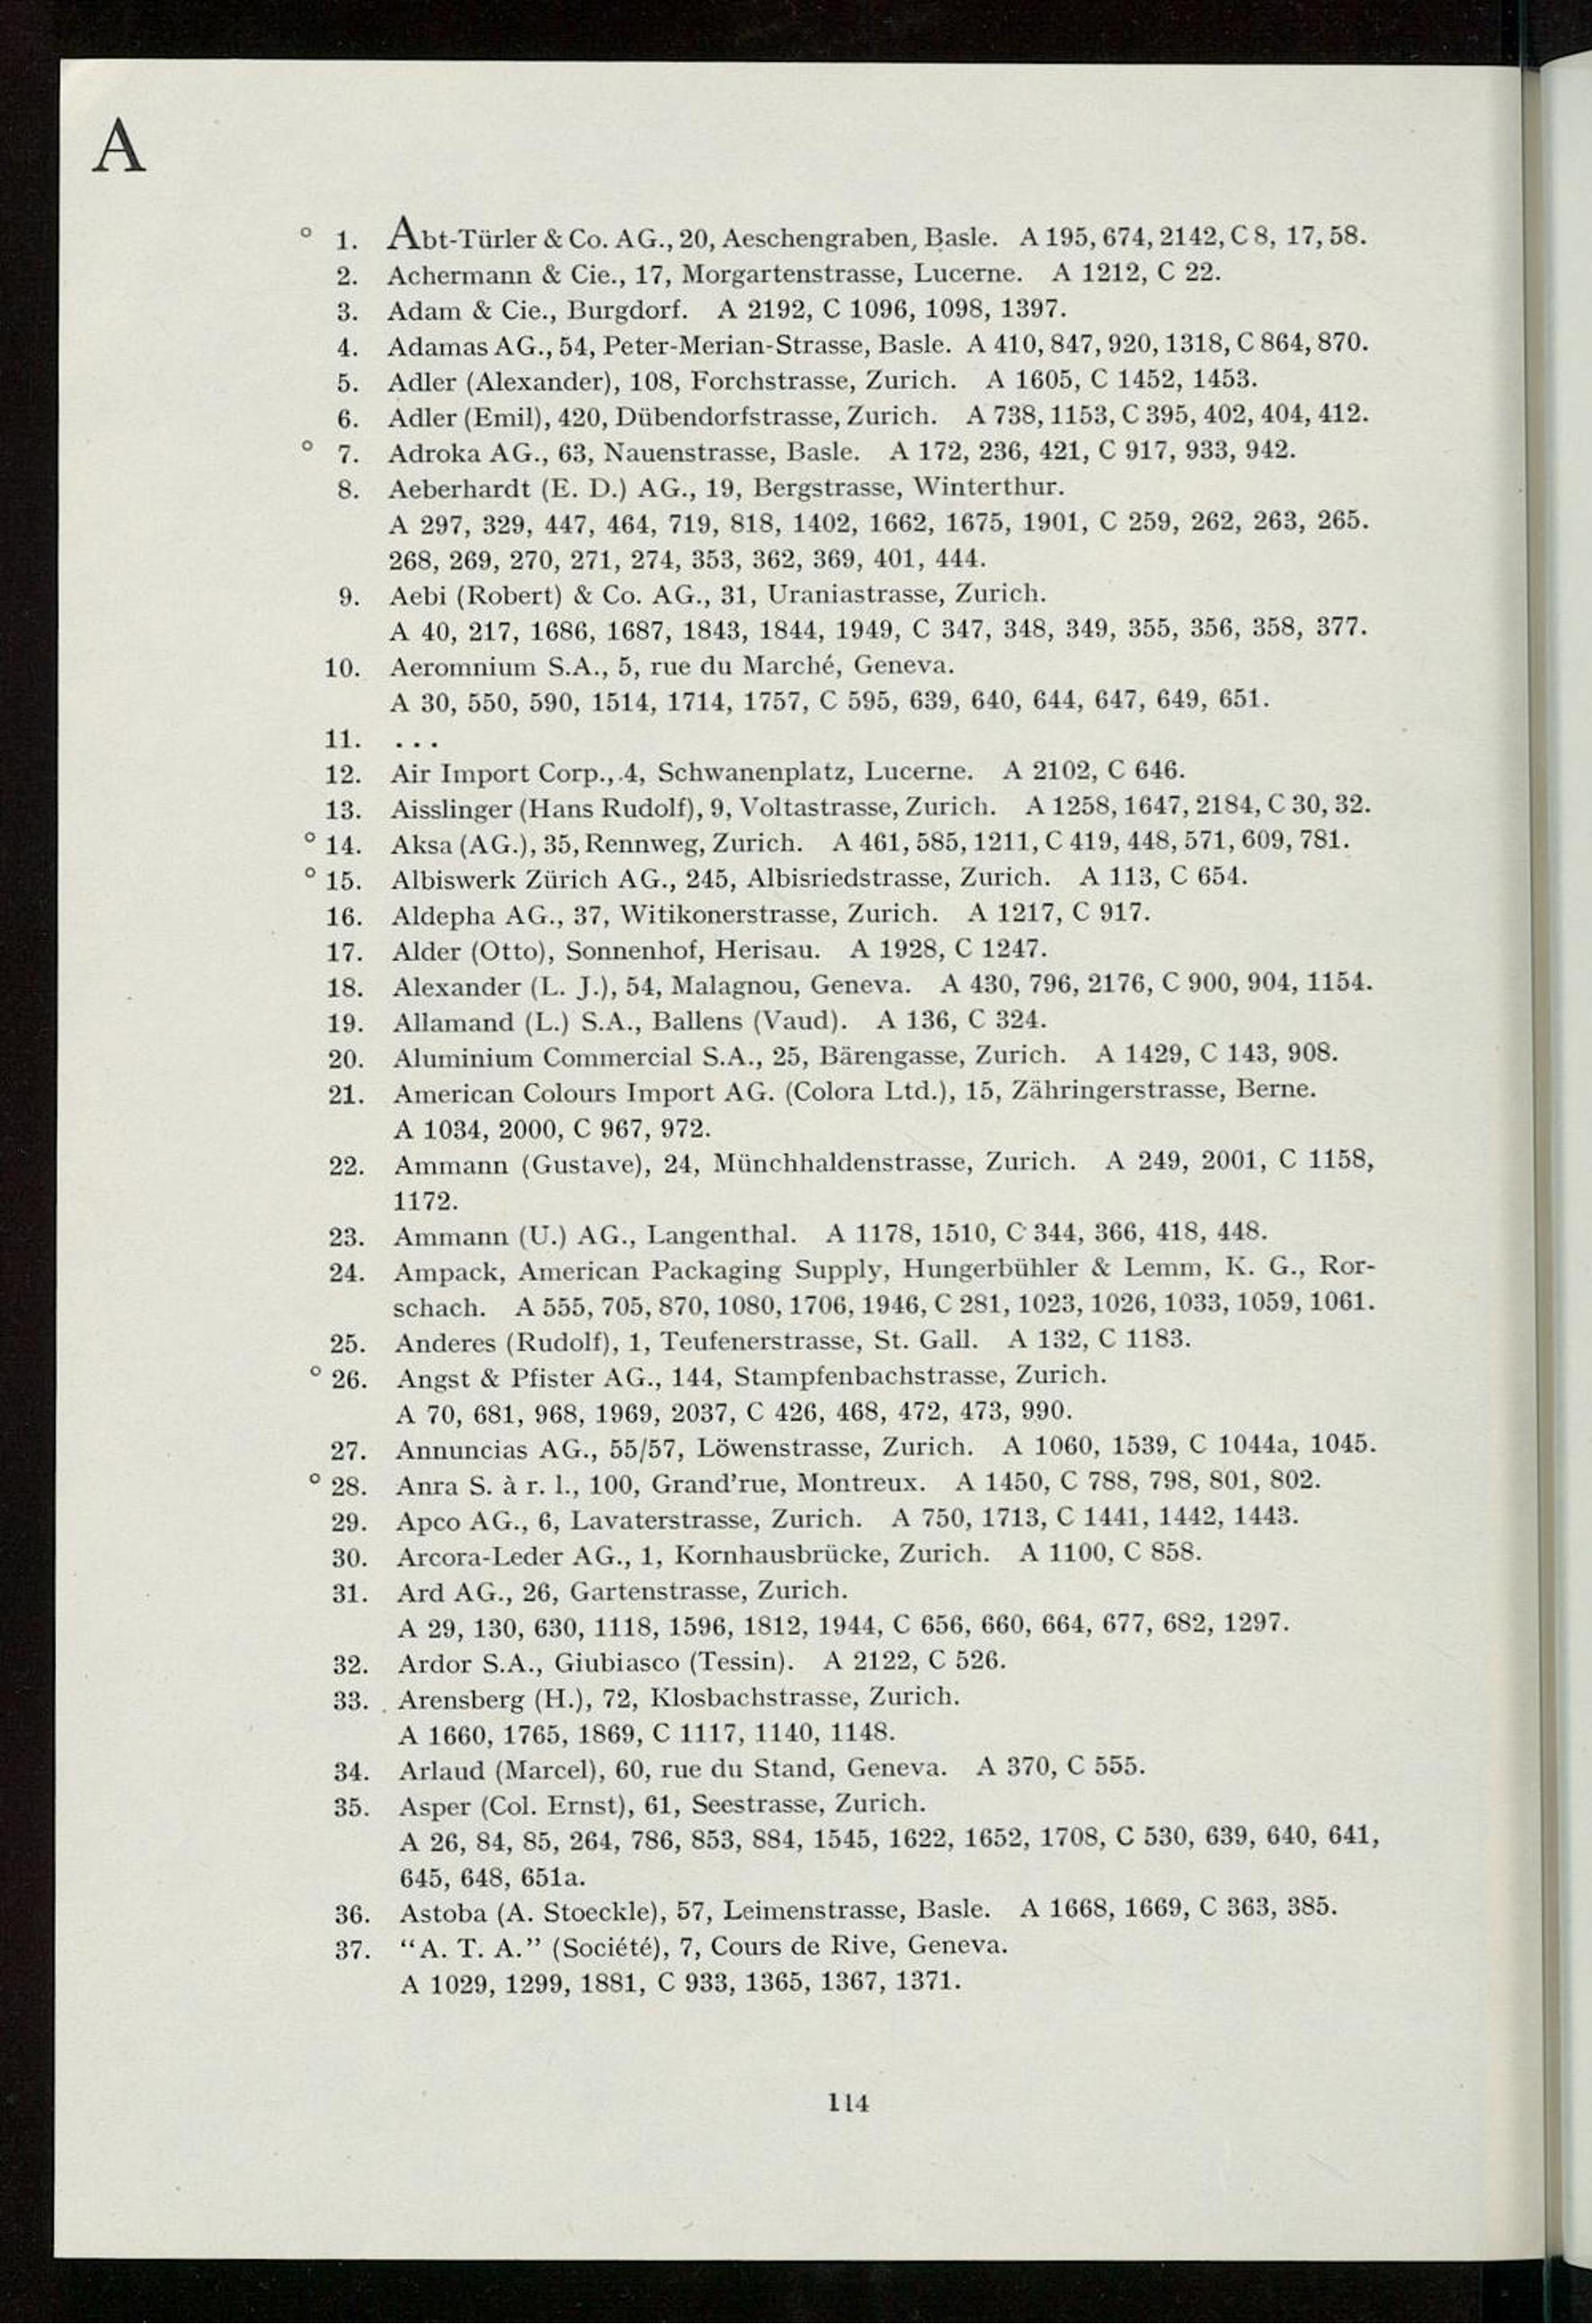 A
° 1. Abt-Türler & Co. AG., 20, Aeschengraben, Basle. A 195, 674, 2142, C 8, 17, 58.
2. Achermann & Cie., 17, Morgartenstrasse, Lucerne. A 1212, C 22.
3. Adam & Cie., Burgdorf. A 2192, C 1096, 1098, 1397.
4. Adamas AG., 54, Peter-Merian-Strasse, Basle. A 410, 847, 920, 1318, C 864, 870.
5. Adler (Alexander), 108, Forchstrasse, Zurich. A 1605, C 1452, 1453.
6. Adler (Emil), 420, Dübendorfstrasse, Zurich. A 738, 1153, C 395, 402, 404, 412.
° 7. Adroka AG., 63, Nauenstrasse, Basle. A 172, 236, 421, C 917, 933, 942.
8. Aeberhardt (E. D.) AG., 19, Bergstrasse, Winterthur.
A 297, 329, 447, 464, 719, 818, 1402, 1662, 1675, 1901, C 259, 262, 263, 265.
268, 269, 270, 271, 274, 353, 362, 369, 401, 444.
9. Aebi (Robert) & Co. AG., 31, Uraniastrasse, Zurich.
A 40, 217, 1686, 1687, 1843, 1844, 1949, C 347, 348, 349, 355, 356, 358, 377.
10. Aeromnium S.A., 5, rue du Marché, Geneva.
A 30, 550, 590, 1514, 1714, 1757, C 595, 639, 640, 644, 647, 649, 651.
11. ...
12. Air Import Corp., 4, Schwanenplatz, Lucerne. A 2102, C 646.
13. Aisslinger (Hans Rudolf), 9, Voltastrasse, Zurich. A 1258, 1647, 2184, C 30, 32.
° 14. Aksa (AG.), 35, Rennweg, Zurich. A 461, 585, 1211, C 419, 448, 571, 609, 781.
° 15. Albiswerk Zürich AG., 245, Albisriedstrasse, Zurich. A 113, C 654.
16. Aldepha AG., 37, Witikonerstrasse, Zurich. A 1217, C 917.
17. Alder (Otto), Sonnenhof, Herisau. A 1928, C 1247.
18. Alexander (L. J.), 54, Malagnou, Geneva. A 430, 796, 2176, C 900, 904, 1154.
19. Allamand (L.) S.A., Ballens (Vaud). A 136, C 324.
20. Aluminium Commercial S.A., 25, Bärengasse, Zurich. A 1429, C 143, 908.
21. American Colours Import AG. (Colora Ltd.), 15, Zähringerstrasse, Berne.
A 1034, 2000, C 967, 972.
22. Ammann (Gustave), 24, Münchhaldenstrasse, Zurich. A 249, 2001, C 1158,
1172.
23. Ammann (U.) AG., Langenthal. A 1178, 1510, C 344, 366, 418, 448.
24. Ampack, American Packaging Supply, Hungerbühler & Lemm, K. G., Ror-
schach. A 555, 705, 870, 1080, 1706, 1946, C 281, 1023, 1026, 1033, 1059, 1061.
25. Anderes (Rudolf), 1, Teufenerstrasse, St. Gall. A 132, C 1183.
° 26. Angst & Pfister AG., 144, Stampfenbachstrasse, Zurich.
A 70, 681, 968, 1969, 2037, C 426, 468, 472, 473, 990.
27. Annuncias AG., 55/57, Löwenstrasse, Zurich. A 1060, 1539, C 1044a, 1045.
° 28. Anra S. à r. l., 100, Grand'rue, Montreux. A 1450, C 788, 798, 801, 802.
29. Apco AG., 6, Lavaterstrasse, Zurich. A 750, 1713, C 1441, 1442, 1443.
30. Arcora-Leder AG., 1, Kornhausbrücke, Zurich. A 1100, C 858.
31. Ard AG., 26, Gartenstrasse, Zurich.
A 29, 130, 630, 1118, 1596, 1812, 1944, C 656, 660, 664, 677, 682, 1297.
32. Ardor S.A., Giubiasco (Tessin). A 2122, C 526.
33. Arensberg (H.), 72, Klosbachstrasse, Zurich.
A 1660, 1765, 1869, C 1117, 1140, 1148.
34. Arlaud (Marcel), 60, rue du Stand, Geneva. A 370, C 555.
35. Asper (Col. Ernst), 61, Seestrasse, Zurich.
A 26, 84, 85, 264, 786, 853, 884, 1545, 1622, 1652, 1708, C 530, 639, 640, 641,
645, 648, 651a.
36. Astoba (A. Stoeckle), 57, Leimenstrasse, Basle. A 1668, 1669, C 363, 385.
37. “A. T. A.” (Société), 7, Cours de Rive, Geneva.
A 1029, 1299, 1881, C 933, 1365, 1367, 1371.
114